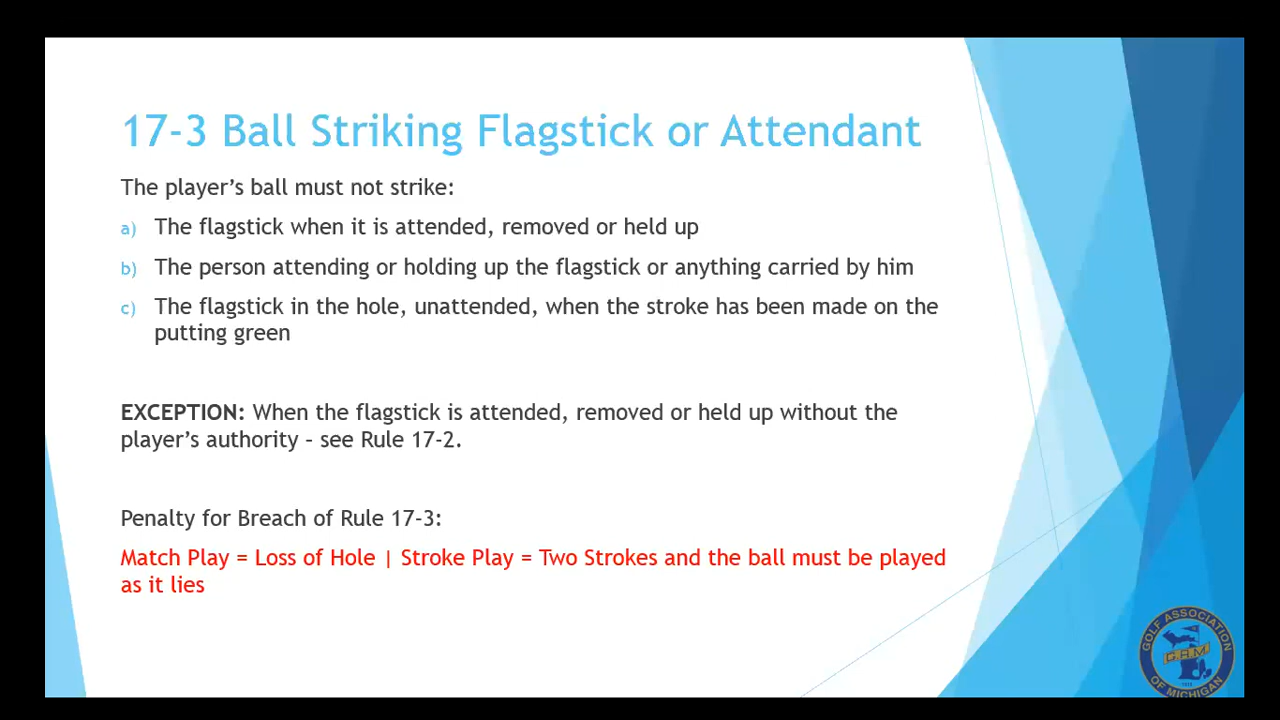 17-3 Ball Striking Flagstick or Attendant
The player's ball must not strike:
a) The flagstick when it is attended, removed or held up
b) The person attending or holding up the flagstick or anything carried by him
c) The flagstick in the hole, unattended, when the stroke has been made on the
putting green
EXCEPTION: When the flagstick is attended, removed or held up without the
player's authority – see Rule 17-2.
Penalty for Breach of Rule 17-3:
Match Play = Loss of Hole | Stroke Play = Two Strokes and the ball must be played
as it lies
GOLF ASSOCIATION
G.A.M
OF MICHIGAN